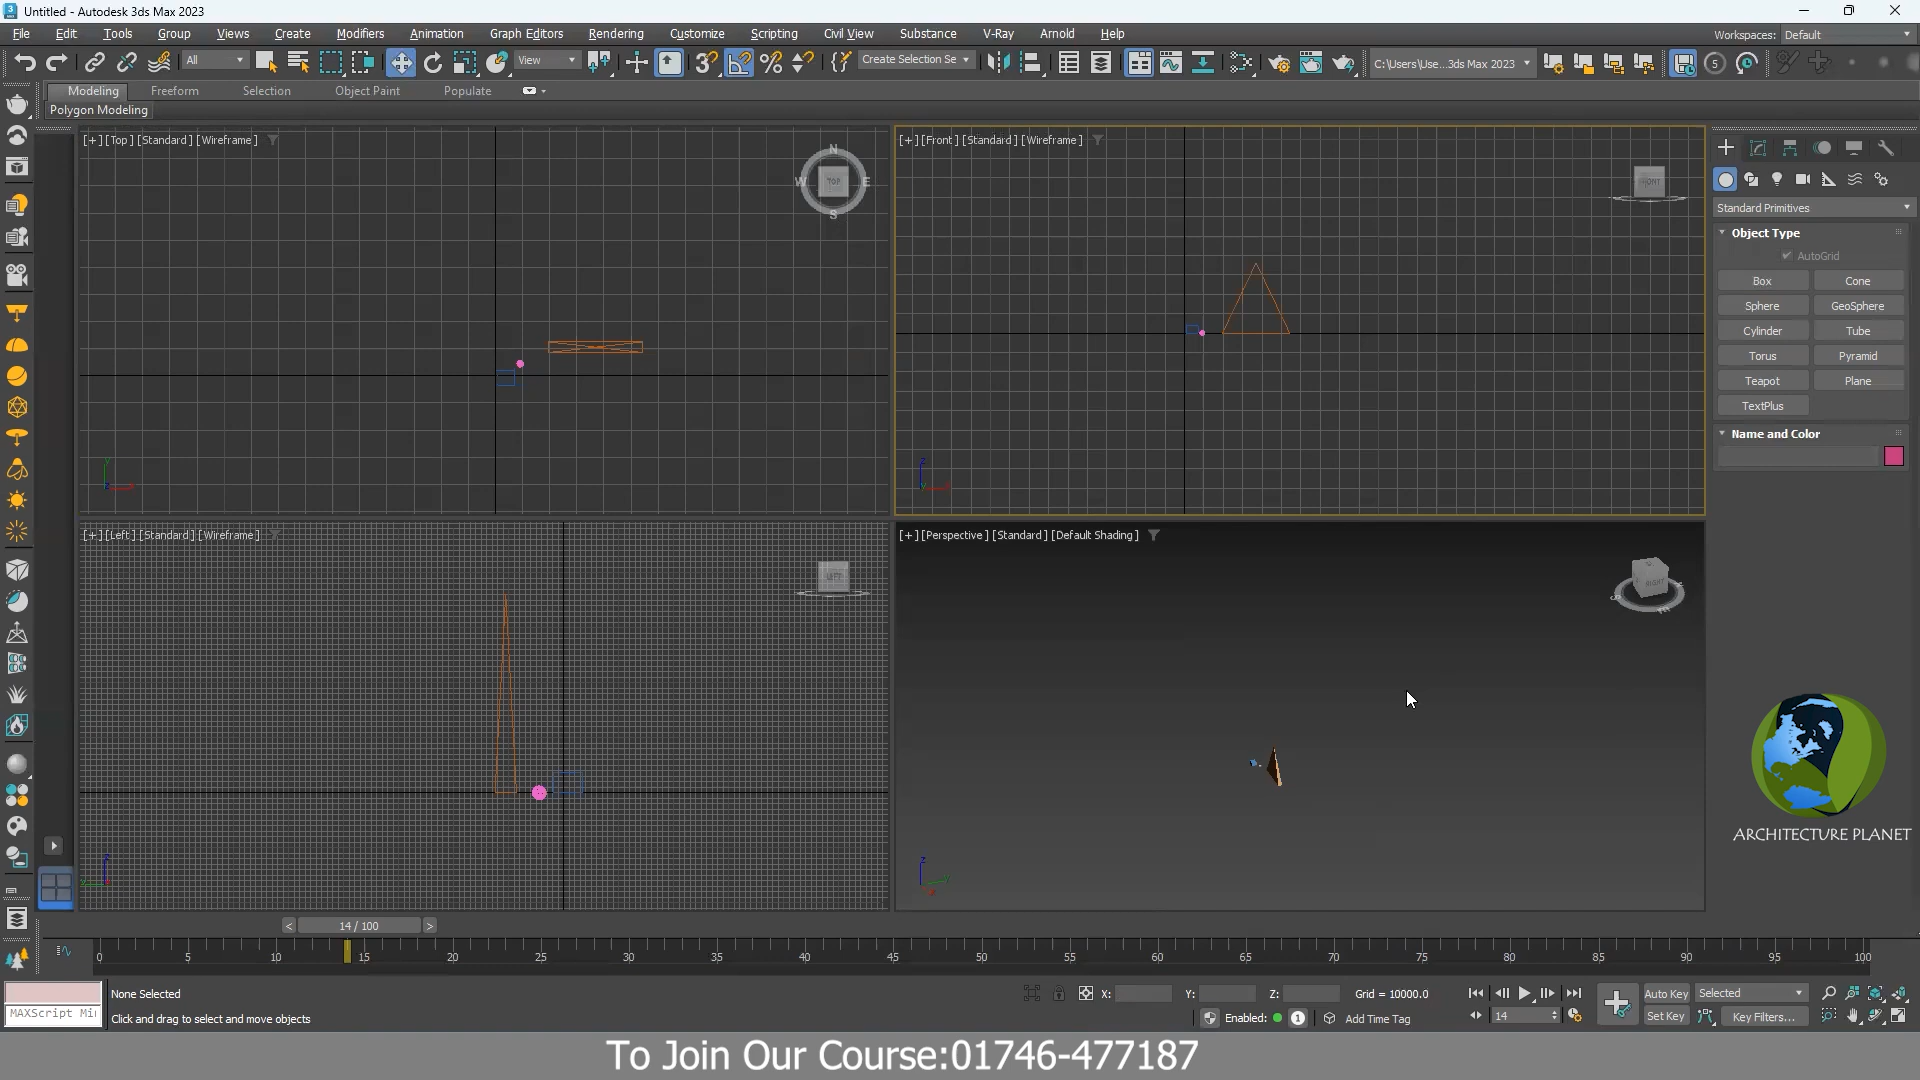 Untitled - Autodesk 3ds Max 2023
File Edit Tools Group Views Create Modifiers Animation Graph Editors Rendering Customize Scripting Civil View Substance V-Ray Arnold Help
Workspaces: Default
All View Create Selection Se C:\Users\Use...3ds Max 2023 5
Modeling Freeform Selection Object Paint Populate
Polygon Modeling
[+] [Top] [Standard] [Wireframe]
N
W TOP E
S
[+] [Front] [Standard] [Wireframe]
FRONT
Standard Primitives
Object Type
AutoGrid
Box Cone
Sphere GeoSphere
Cylinder Tube
Torus Pyramid
Teapot Plane
TextPlus
Name and Color
[+] [Left] [Standard] [Wireframe]
LEFT
[+] [Perspective] [Standard] [Default Shading]
RIGHT
ARCHITECTURE PLANET
< 14 / 100 >
0 5 10 15 20 25 30 35 40 45 50 55 60 65 70 75 80 85 90 95 100
None Selected
X: Y: Z: Grid = 10000.0
Auto Key Selected
MAXScript Mi
Click and drag to select and move objects
Enabled: 1 Add Time Tag
14
Set Key Key Filters...
To Join Our Course:01746-477187